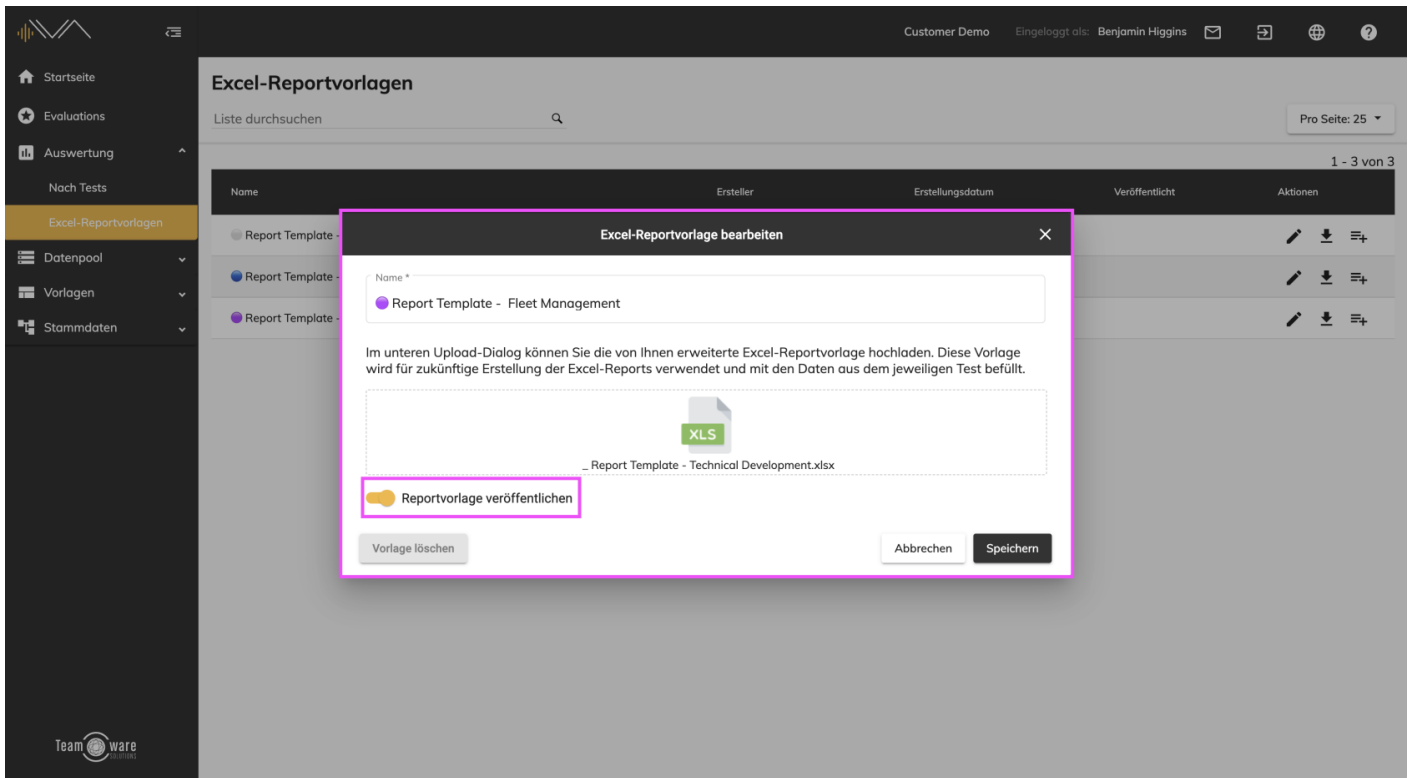 Customer Demo Eingeloggt als: Benjamin Higgins
Startseite
Evaluations
Auswertung
Nach Tests
Excel-Reportvorlagen
Datenpool
Vorlagen
Stammdaten
Team ware
SOLUTIONS
Excel-Reportvorlagen
Liste durchsuchen
Pro Seite: 25
1 - 3 von 3
Name Ersteller Erstellungsdatum Veröffentlicht Aktionen
Report Template -
Report Template -
Report Template -
Excel-Reportvorlage bearbeiten
Name *
Report Template - Fleet Management
Im unteren Upload-Dialog können Sie die von Ihnen erweiterte Excel-Reportvorlage hochladen. Diese Vorlage
wird für zukünftige Erstellung der Excel-Reports verwendet und mit den Daten aus dem jeweiligen Test befüllt.
XLS
_ Report Template - Technical Development.xlsx
Reportvorlage veröffentlichen
Vorlage löschen Abbrechen Speichern